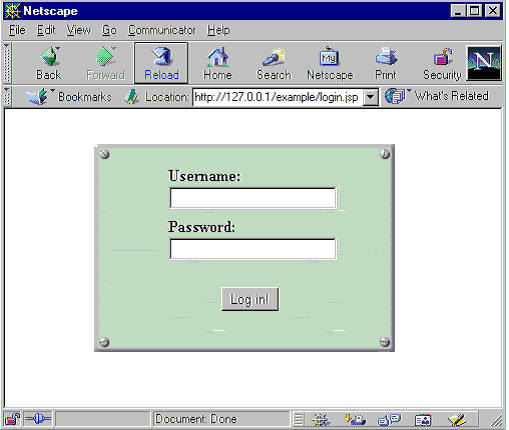 Netscape
File Edit View Go Communicator Help
Back Forward Reload Home Search Netscape Print Security N
My
Bookmarks Location: http://127.0.0.1/example/login.jsp What's Related
Username:
Password:
Log in!
Document: Done